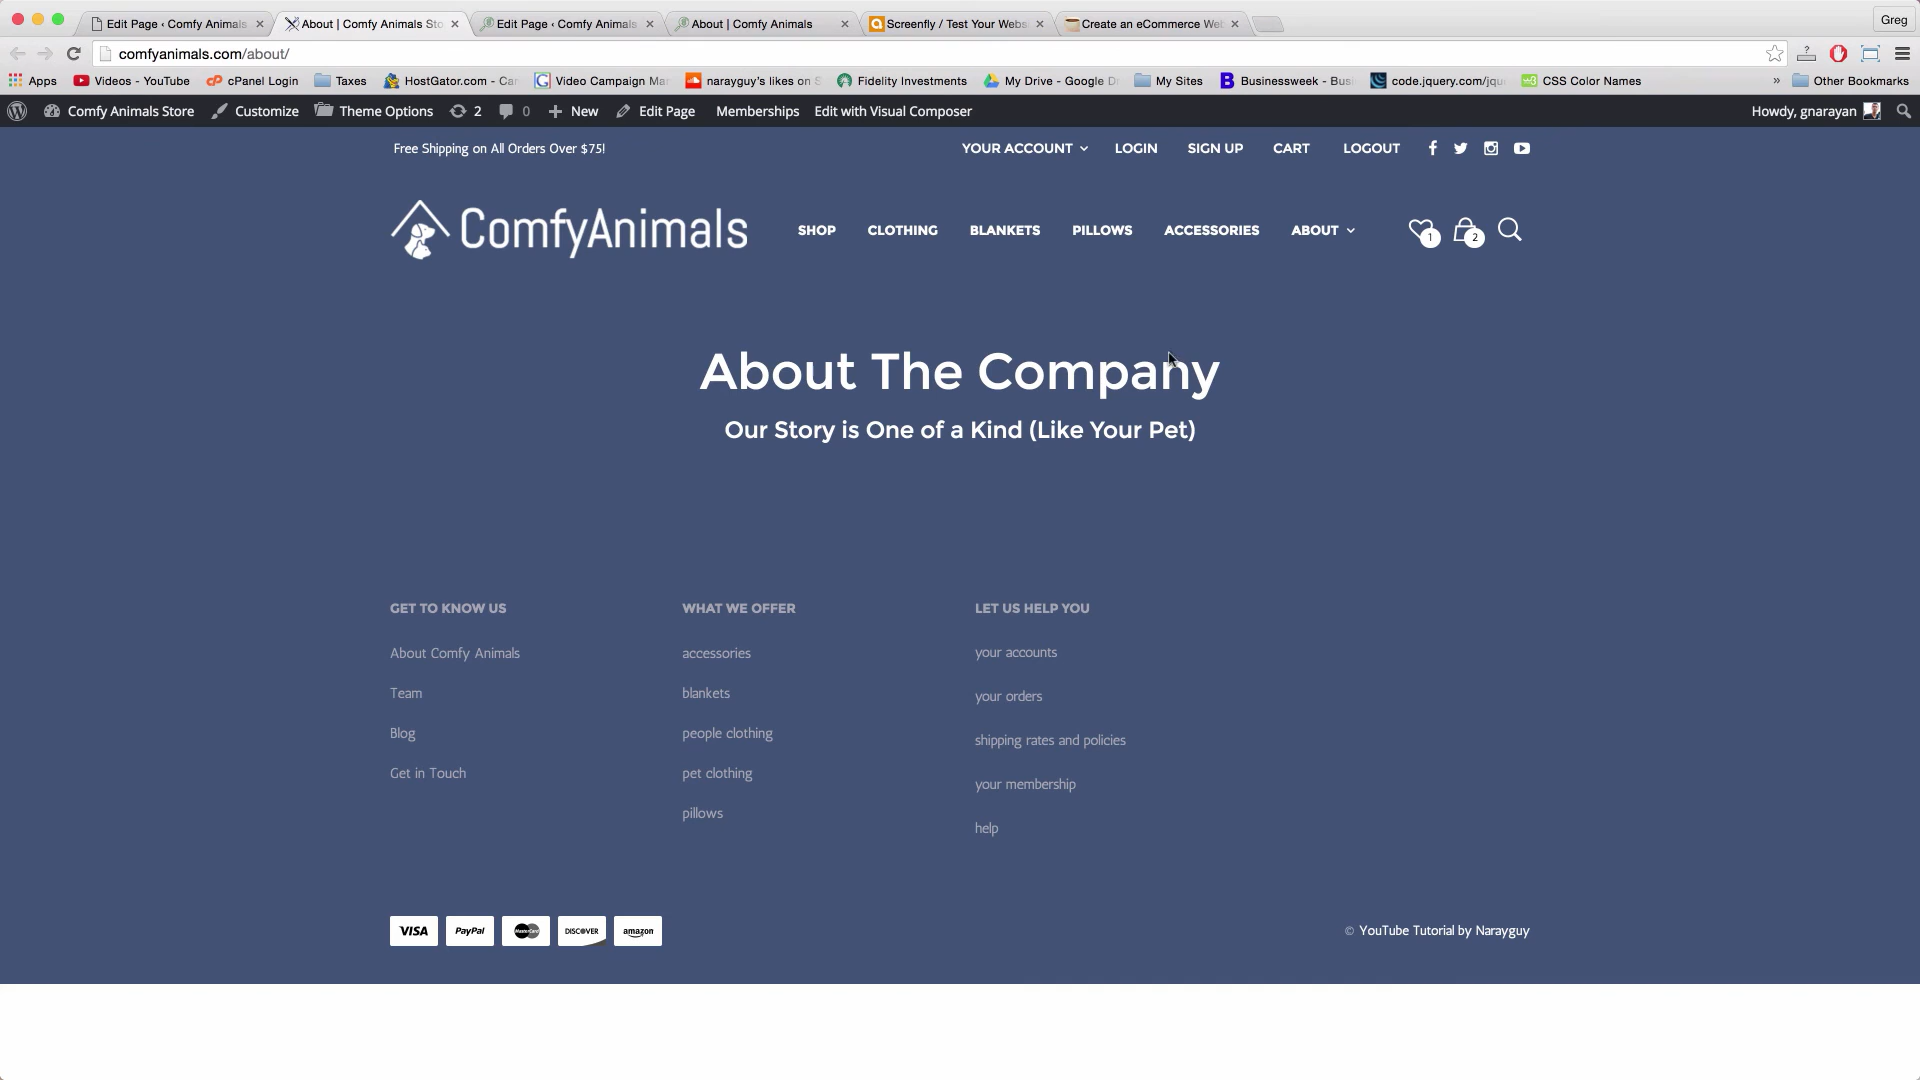 Edit Page ‹ Comfy Animals
About | Comfy Animals Sto
Edit Page ‹ Comfy Animals
About | Comfy Animals
Screenfly / Test Your Webs
Create an eCommerce Web
Greg
comfyanimals.com/about/
Apps
Videos - YouTube
cPanel Login
Taxes
HostGator.com - Car
Video Campaign Mar
narayguy's likes on S
Fidelity Investments
My Drive - Google D
My Sites
Businessweek - Bus
code.jquery.com/jqu
CSS Color Names
» Other Bookmarks
Comfy Animals Store
Customize
Theme Options
2
0
+ New
Edit Page
Memberships
Edit with Visual Composer
Howdy, gnarayan
Free Shipping on All Orders Over $75!
YOUR ACCOUNT
LOGIN
SIGN UP
CART
LOGOUT
ComfyAnimals
SHOP
CLOTHING
BLANKETS
PILLOWS
ACCESSORIES
ABOUT
1
2
About The Company
Our Story is One of a Kind (Like Your Pet)
GET TO KNOW US
About Comfy Animals
Team
Blog
Get in Touch
WHAT WE OFFER
accessories
blankets
people clothing
pet clothing
pillows
LET US HELP YOU
your accounts
your orders
shipping rates and policies
your membership
help
VISA
PayPal
MasterCard
DISCOVER
amazon
© YouTube Tutorial by Narayguy